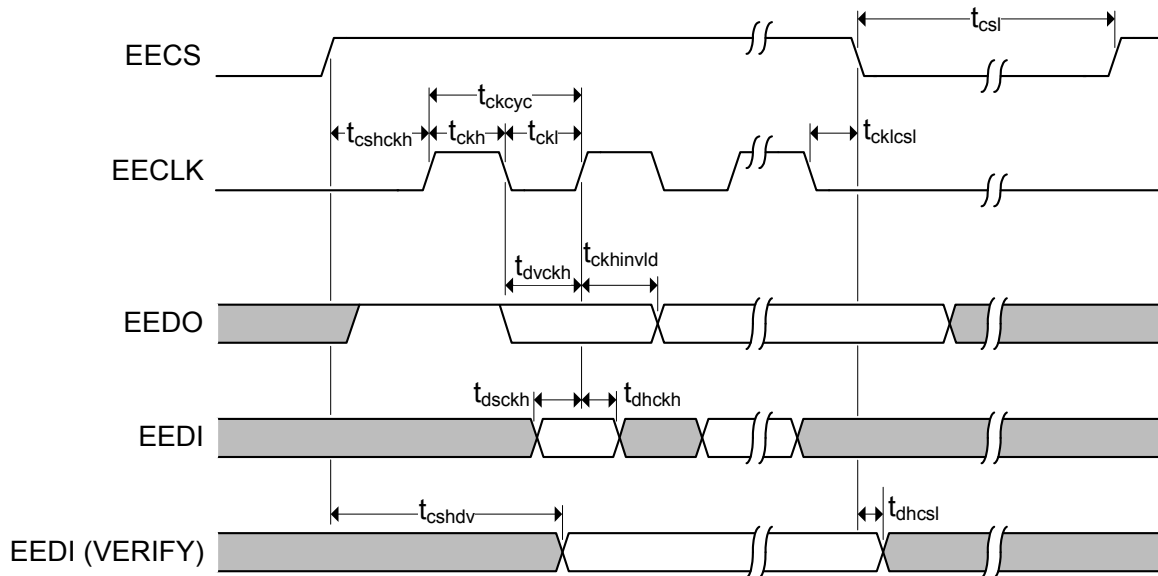 EECS
t_csl
t_ckcyc
t_cshckh
t_ckh
t_ckl
t_cklcsl
EECLK
t_dvckh
t_ckhinvld
EEDO
t_dsckh
t_dhckh
EEDI
t_cshdv
t_dhcsl
EEDI (VERIFY)